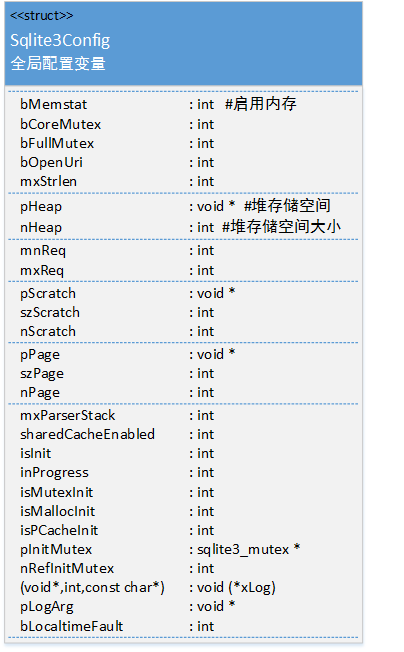 <<struct>>
Sqlite3Config
全局配置变量
bMemstat : int #启用内存
bCoreMutex : int
bFullMutex : int
bOpenUri : int
mxStrlen : int
pHeap : void * #堆存储空间
nHeap : int #堆存储空间大小
mnReq : int
mxReq : int
pScratch : void *
szScratch : int
nScratch : int
pPage : void *
szPage : int
nPage : int
mxParserStack : int
sharedCacheEnabled : int
isInit : int
inProgress : int
isMutexInit : int
isMallocInit : int
isPCacheInit : int
pInitMutex : sqlite3_mutex *
nRefInitMutex : int
(void*,int,const char*) : void (*xLog)
pLogArg : void *
bLocaltimeFault : int